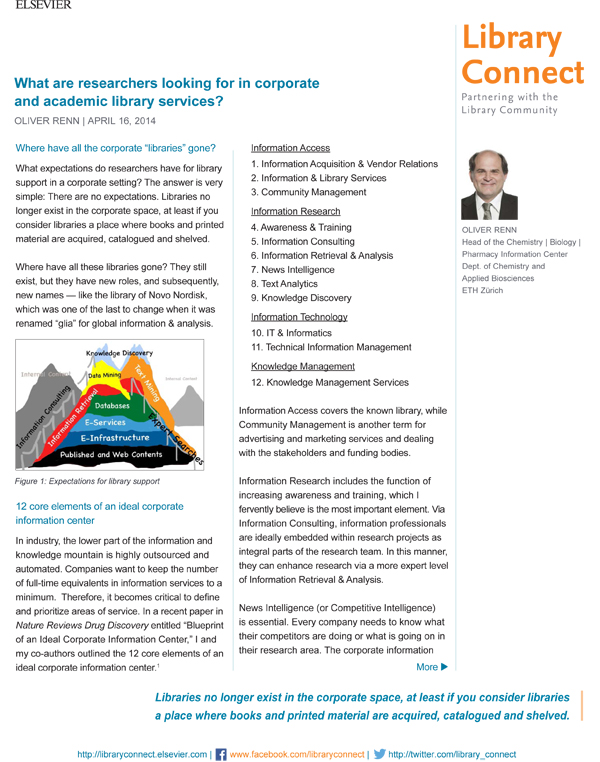 ELSEVIER
Library
Connect
Partnering with the
Library Community
What are researchers looking for in corporate
and academic library services?
OLIVER RENN | APRIL 16, 2014
Where have all the corporate “libraries” gone?
What expectations do researchers have for library
support in a corporate setting? The answer is very
simple: There are no expectations. Libraries no
longer exist in the corporate space, at least if you
consider libraries a place where books and printed
material are acquired, catalogued and shelved.
Where have all these libraries gone? They still
exist, but they have new roles, and subsequently,
new names — like the library of Novo Nordisk,
which was one of the last to change when it was
renamed “glia” for global information & analysis.
Knowledge Discovery
Internal Content
Data Mining
Text Mining
External Content
Information Consulting
Information Retrieval
Databases
E-Services
Expert Searches
E-Infrastructure
Published and Web Contents
Figure 1: Expectations for library support
12 core elements of an ideal corporate
information center
In industry, the lower part of the information and
knowledge mountain is highly outsourced and
automated. Companies want to keep the number
of full-time equivalents in information services to a
minimum.  Therefore, it becomes critical to define
and prioritize areas of service. In a recent paper in
Nature Reviews Drug Discovery entitled “Blueprint
of an Ideal Corporate Information Center,” I and
my co-authors outlined the 12 core elements of an
ideal corporate information center.¹
Information Access
1. Information Acquisition & Vendor Relations
2. Information & Library Services
3. Community Management
Information Research
4. Awareness & Training
5. Information Consulting
6. Information Retrieval & Analysis
7. News Intelligence
8. Text Analytics
9. Knowledge Discovery
Information Technology
10. IT & Informatics
11. Technical Information Management
Knowledge Management
12. Knowledge Management Services
Information Access covers the known library, while
Community Management is another term for
advertising and marketing services and dealing
with the stakeholders and funding bodies.
Information Research includes the function of
increasing awareness and training, which I
fervently believe is the most important element. Via
Information Consulting, information professionals
are ideally embedded within research projects as
integral parts of the research team. In this manner,
they can enhance research via a more expert level
of Information Retrieval & Analysis.
News Intelligence (or Competitive Intelligence)
is essential. Every company needs to know what
their competitors are doing or what is going on in
their research area. The corporate information
More ▶
OLIVER RENN
Head of the Chemistry | Biology |
Pharmacy Information Center
Dept. of Chemistry and
Applied Biosciences
ETH Zürich
Libraries no longer exist in the corporate space, at least if you consider libraries
a place where books and printed material are acquired, catalogued and shelved.
http://libraryconnect.elsevier.com | www.facebook.com/libraryconnect | http://twitter.com/library_connect